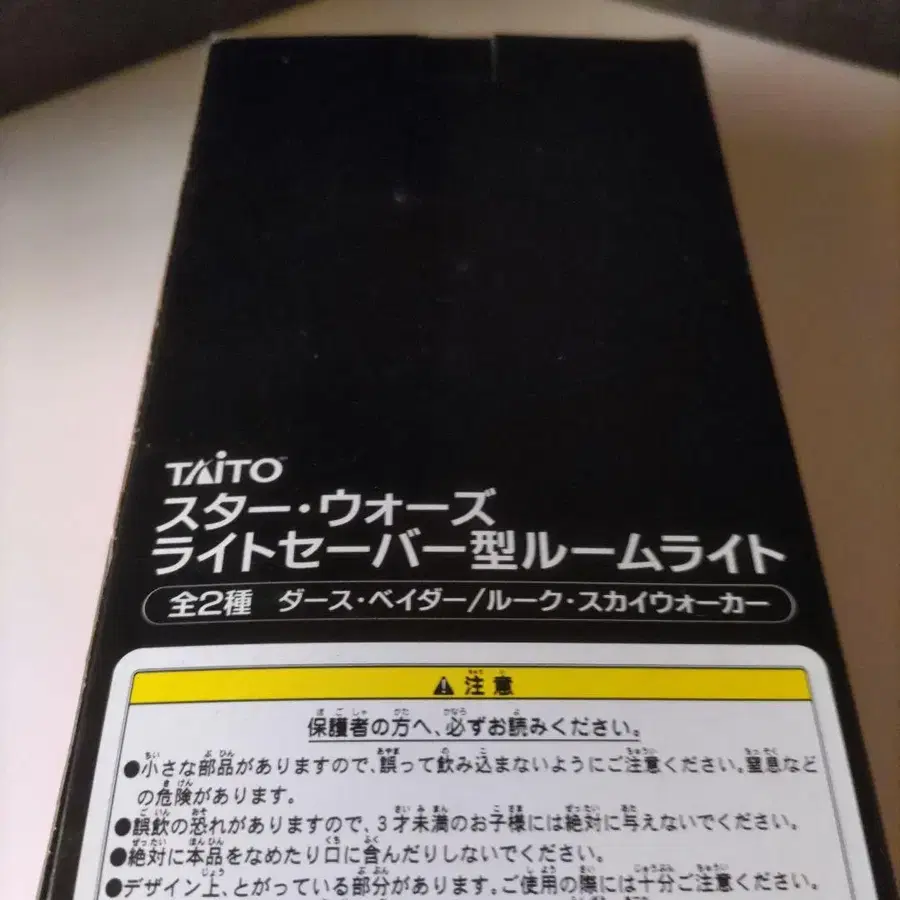 TAITO
スター・ウォーズ
ライトセーバー型ルームライト
全2種 ダース・ベイダー/ルーク・スカイウォーカー
⚠注意
保護者の方へ、必ずお読みください。
●小さな部品がありますので、誤って飲み込まないようにご注意ください。窒息など
の危険があります。
●誤飲の恐れがありますので、3才未満のお子様には絶対に与えないでください。
●絶対に本品をなめたり口に含んだりしないでください。
●デザイン上、とがっている部分があります。ご使用の際には十分ご注意ください。